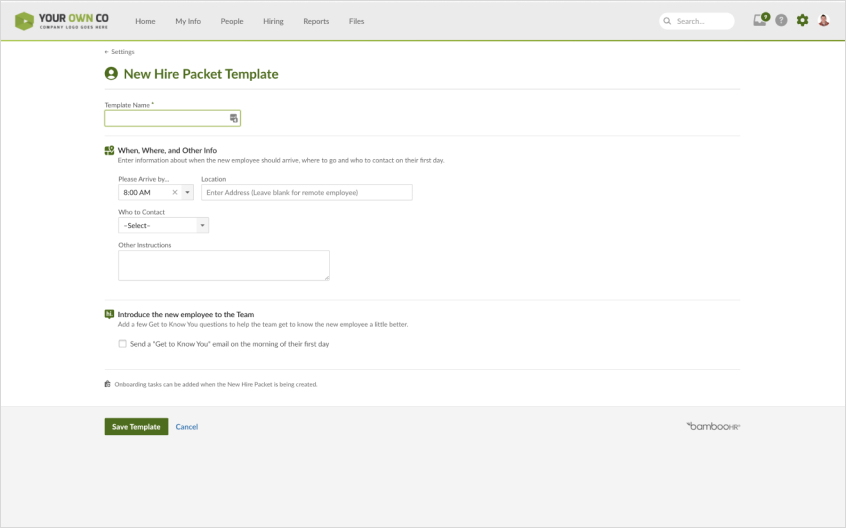 YOUR OWN CO
COMPANY LOGO GOES HERE
Home
My Info
People
Hiring
Reports
Files
Search...
?
← Settings
New Hire Packet Template
Template Name *
When, Where, and Other Info
Enter information about when the new employee should arrive, where to go and who to contact on their first day.
Please Arrive by...
Location
8:00 AM
Enter Address (Leave blank for remote employee)
Who to Contact
–Select–
Other Instructions
hi.
Introduce the new employee to the Team
Add a few Get to Know You questions to help the team get to know the new employee a little better.
Send a "Get to Know You" email on the morning of their first day
Onboarding tasks can be added when the New Hire Packet is being created.
Save Template
Cancel
bambooHR